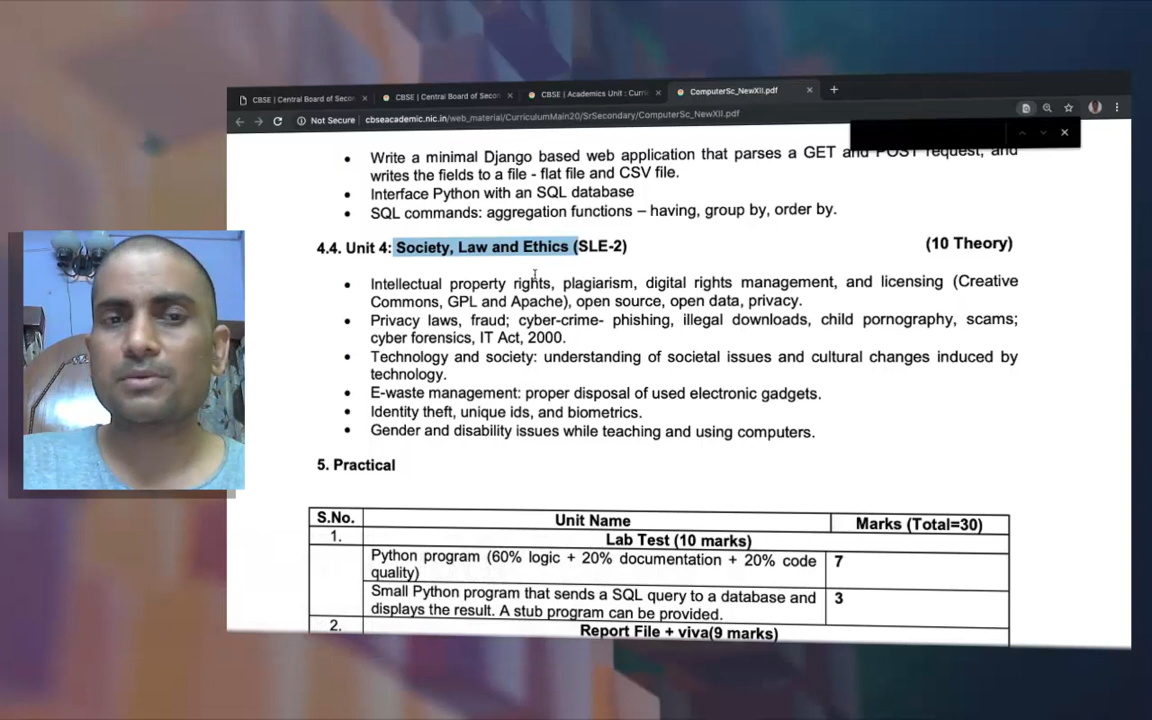 CBSE | Central Board of Secon
CBSE | Central Board of Secon
CBSE | Academics Unit : Curri
ComputerSc_NewXII.pdf
Not Secure | cbseacademic.nic.in/web_material/CurriculumMain20/SrSecondary/ComputerSc_NewXII.pdf
• Write a minimal Django based web application that parses a GET and POST request, and
writes the fields to a file - flat file and CSV file.
• Interface Python with an SQL database
• SQL commands: aggregation functions – having, group by, order by.
4.4. Unit 4: Society, Law and Ethics (SLE-2) (10 Theory)
• Intellectual property rights, plagiarism, digital rights management, and licensing (Creative
Commons, GPL and Apache), open source, open data, privacy.
• Privacy laws, fraud; cyber-crime- phishing, illegal downloads, child pornography, scams;
cyber forensics, IT Act, 2000.
• Technology and society: understanding of societal issues and cultural changes induced by
technology.
• E-waste management: proper disposal of used electronic gadgets.
• Identity theft, unique ids, and biometrics.
• Gender and disability issues while teaching and using computers.
5. Practical
S.No. Unit Name Marks (Total=30)
1. Lab Test (10 marks)
Python program (60% logic + 20% documentation + 20% code
quality) 7
Small Python program that sends a SQL query to a database and
displays the result. A stub program can be provided. 3
2. Report File + viva(9 marks)